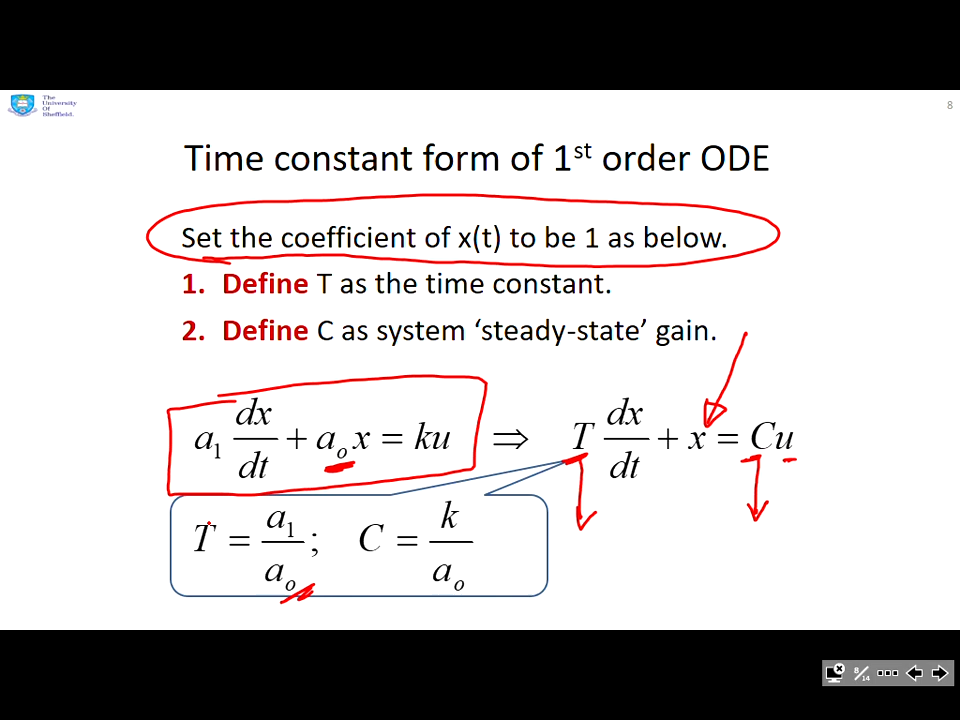 The
University
Of
Sheffield.
8
Time constant form of 1st order ODE
Set the coefficient of x(t) to be 1 as below.
1. Define T as the time constant.
2. Define C as system ‘steady-state’ gain.
a₁ dx/dt + aₒ x = ku ⇒ T dx/dt + x = Cu
T = a₁/aₒ ; C = k/aₒ
8/14